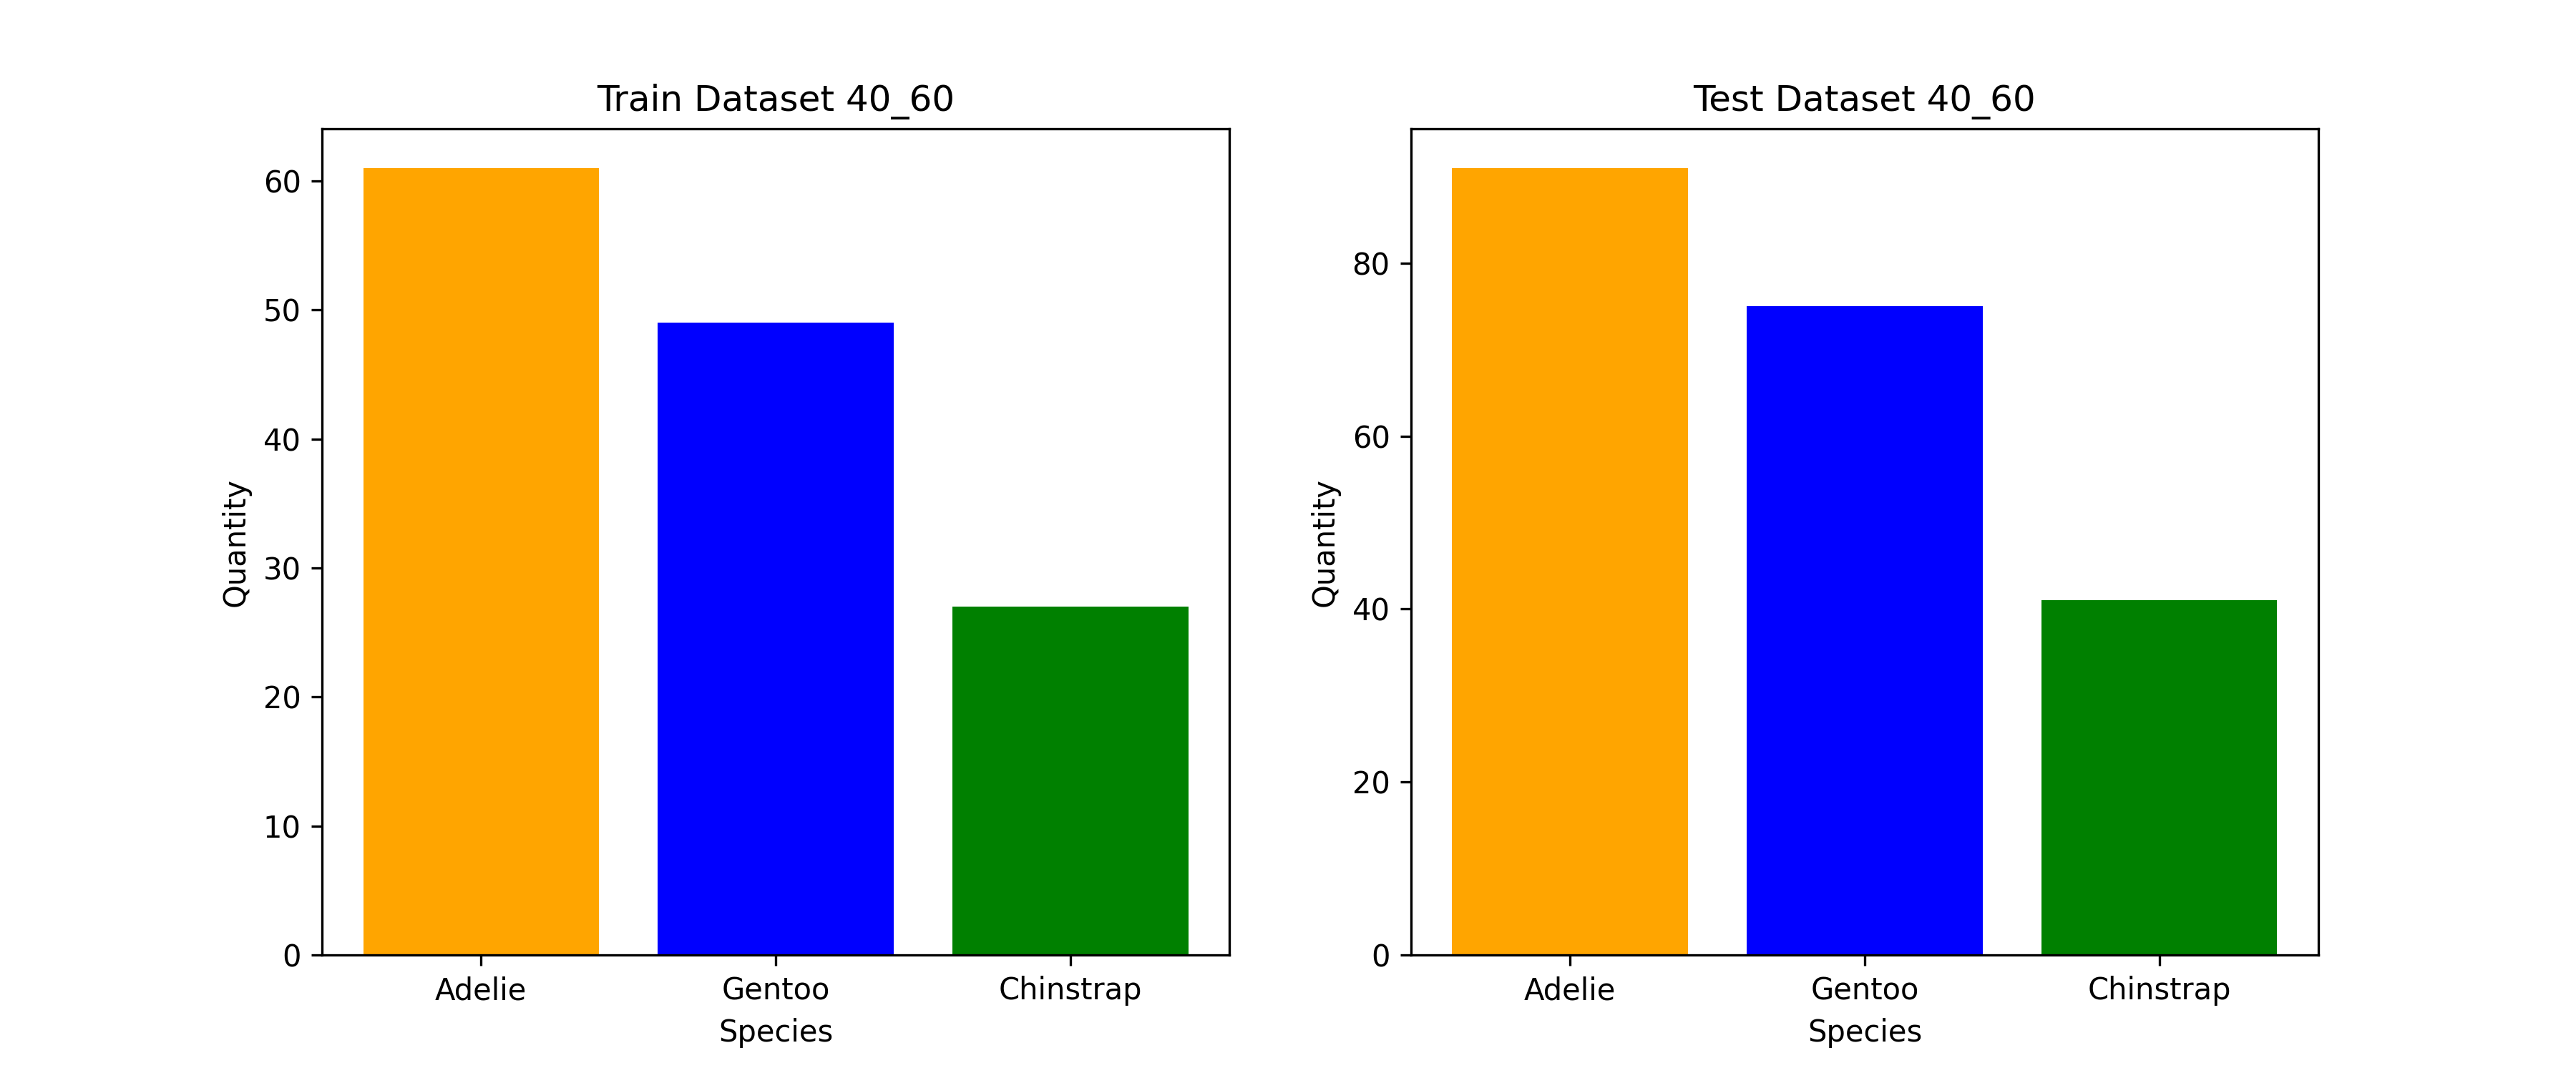 Train Dataset 40_60
60
50
40
30
20
10
0
Quantity
Adelie Gentoo Chinstrap
Species
Test Dataset 40_60
80
60
40
20
0
Quantity
Adelie Gentoo Chinstrap
Species